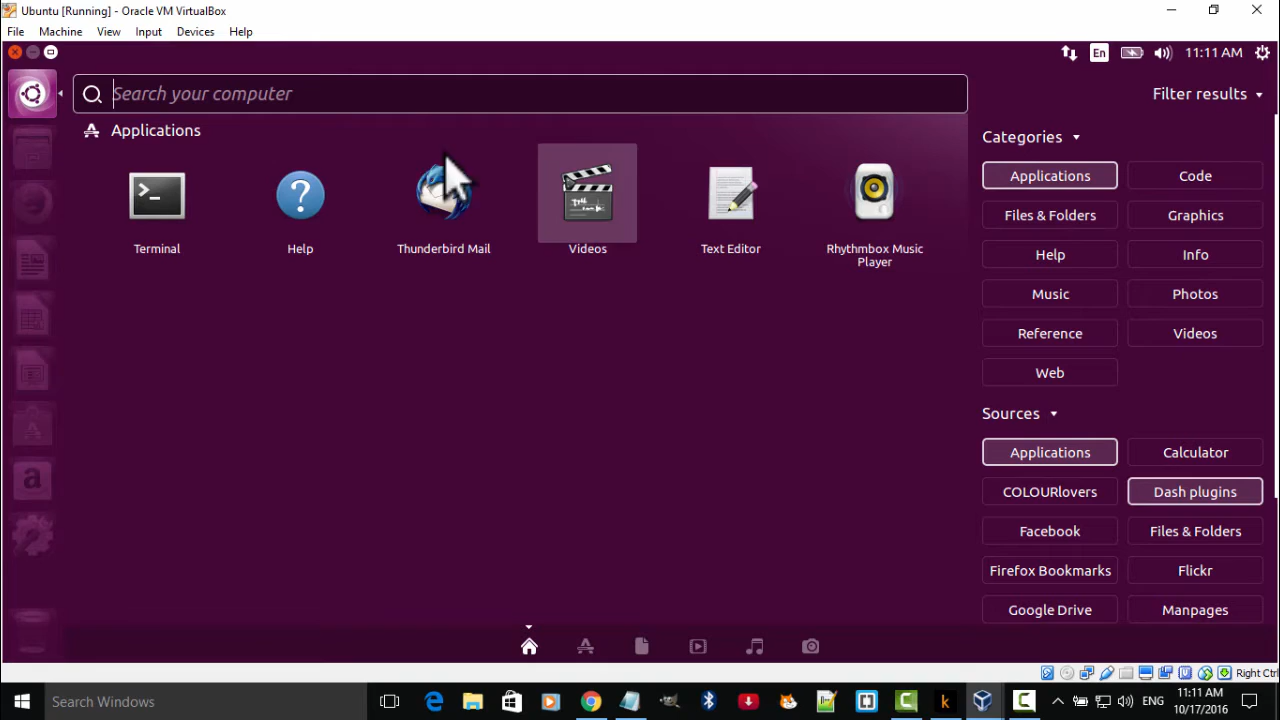 Ubuntu [Running] - Oracle VM VirtualBox
File Machine View Input Devices Help
En 11:11 AM
Search your computer
Filter results
Applications
Terminal
Help
Thunderbird Mail
Videos
Text Editor
Rhythmbox Music
Player
Categories
Applications Code
Files & Folders Graphics
Help Info
Music Photos
Reference Videos
Web
Sources
Applications Calculator
COLOURlovers Dash plugins
Facebook Files & Folders
Firefox Bookmarks Flickr
Google Drive Manpages
Right Ctrl
Search Windows
ENG
11:11 AM
10/17/2016